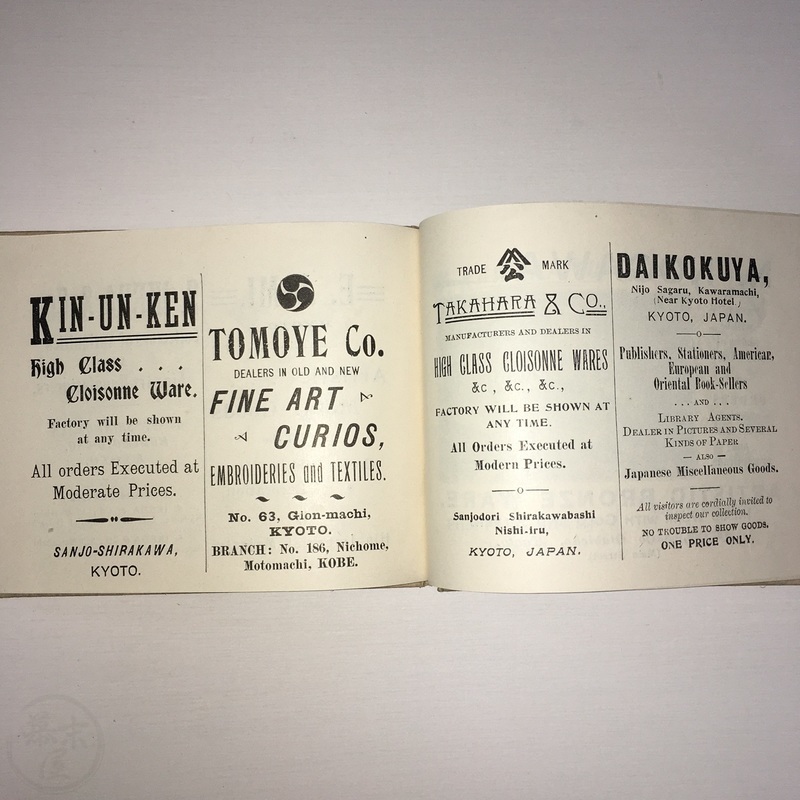 KIN-UN-KEN
High Class . . .
Cloisonne Ware.
Factory will be shown
at any time.
All orders Executed at
Moderate Prices.
SANJO-SHIRAKAWA,
KYOTO.
TOMOYE Co.
DEALERS IN OLD AND NEW
FINE ART
CURIOS,
EMBROIDERIES and TEXTILES.
No. 63, Gion-machi,
KYOTO.
BRANCH: No. 186, Nichome,
Motomachi, KOBE.
TRADE MARK
TAKAHARA & CO.,
MANUFACTURERS AND DEALERS IN
HIGH CLASS CLOISONNE WARES
&c , &c., &c.,
FACTORY WILL BE SHOWN AT
ANY TIME.
All Orders Executed at
Modern Prices.
—o—
Sanjodori Shirakawabashi
Nishi-iru,
KYOTO, JAPAN.
DAIKOKUYA,
Nijo Sagaru, Kawaramachi,
(Near Kyoto Hotel.)
KYOTO, JAPAN.
—o—
Publishers, Stationers, American,
European and
Oriental Book-Sellers
. . . AND . . .
LIBRARY AGENTS.
DEALER IN PICTURES AND SEVERAL
KINDS OF PAPER
— ALSO —
Japanese Miscellaneous Goods.
All visitors are cordially invited to
inspect our collection.
NO TROUBLE TO SHOW GOODS.
ONE PRICE ONLY.